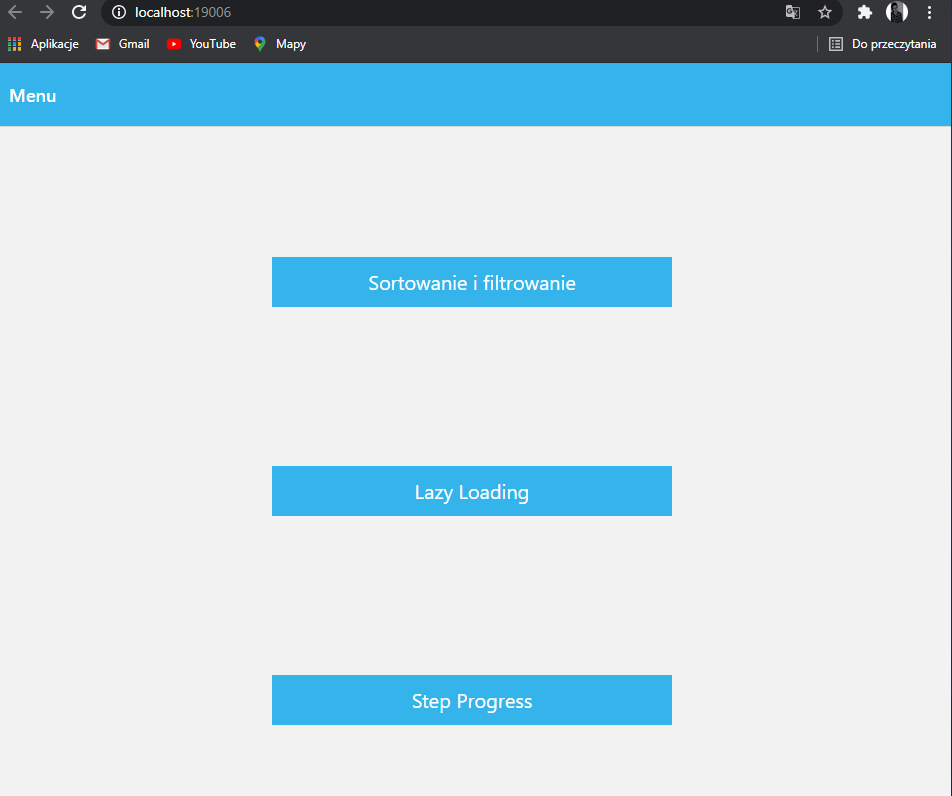 localhost:19006
Aplikacje Gmail YouTube Mapy Do przeczytania
Menu
Sortowanie i filtrowanie
Lazy Loading
Step Progress